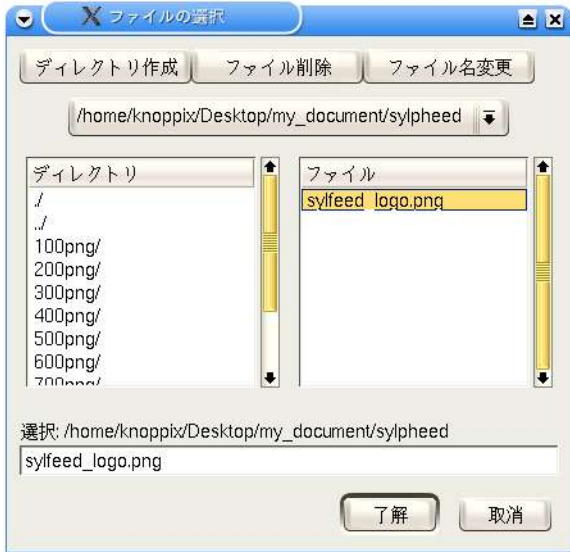 ファイルの選択
ディレクトリ作成 ファイル削除 ファイル名変更
/home/knoppix/Desktop/my_document/sylpheed
ディレクトリ
./
../
100png/
200png/
300png/
400png/
500png/
600png/
700png/
ファイル
sylfeed_logo.png
選択: /home/knoppix/Desktop/my_document/sylpheed
sylfeed_logo.png
了解 取消